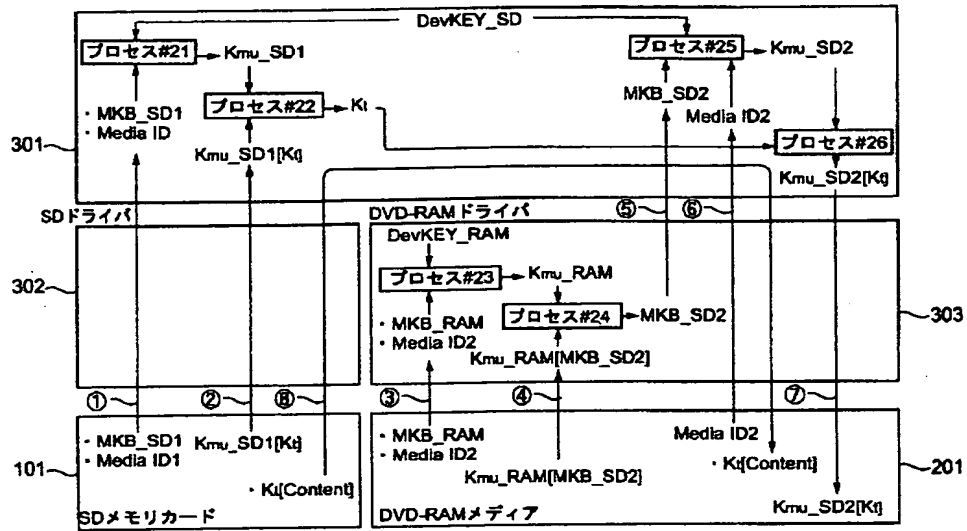 DevKEY_SD
プロセス#21
Kmu_SD1
プロセス#25
Kmu_SD2
・MKB_SD1
・Media ID
プロセス#22
Kt
MKB_SD2
Media ID2
301
Kmu_SD1[Kt]
プロセス#26
Kmu_SD2[Kt]
SDドライバ
DVD-RAMドライバ
⑤
⑥
302
DevKEY_RAM
プロセス#23
Kmu_RAM
・MKB_RAM
・Media ID2
プロセス#24
MKB_SD2
303
Kmu_RAM[MKB_SD2]
①
②
⑧
③
④
⑦
101
・MKB_SD1
・Media ID1
Kmu_SD1[Kt]
・Kt[Content]
SDメモリカード
・MKB_RAM
・Media ID2
Kmu_RAM[MKB_SD2]
Media ID2
・Kt[Content]
201
Kmu_SD2[Kt]
DVD-RAMメディア